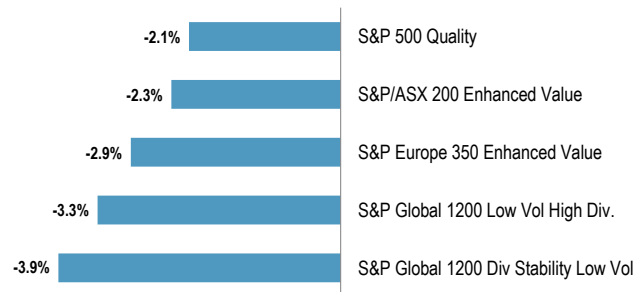 -2.1% S&P 500 Quality
-2.3% S&P/ASX 200 Enhanced Value
-2.9% S&P Europe 350 Enhanced Value
-3.3% S&P Global 1200 Low Vol High Div.
-3.9% S&P Global 1200 Div Stability Low Vol